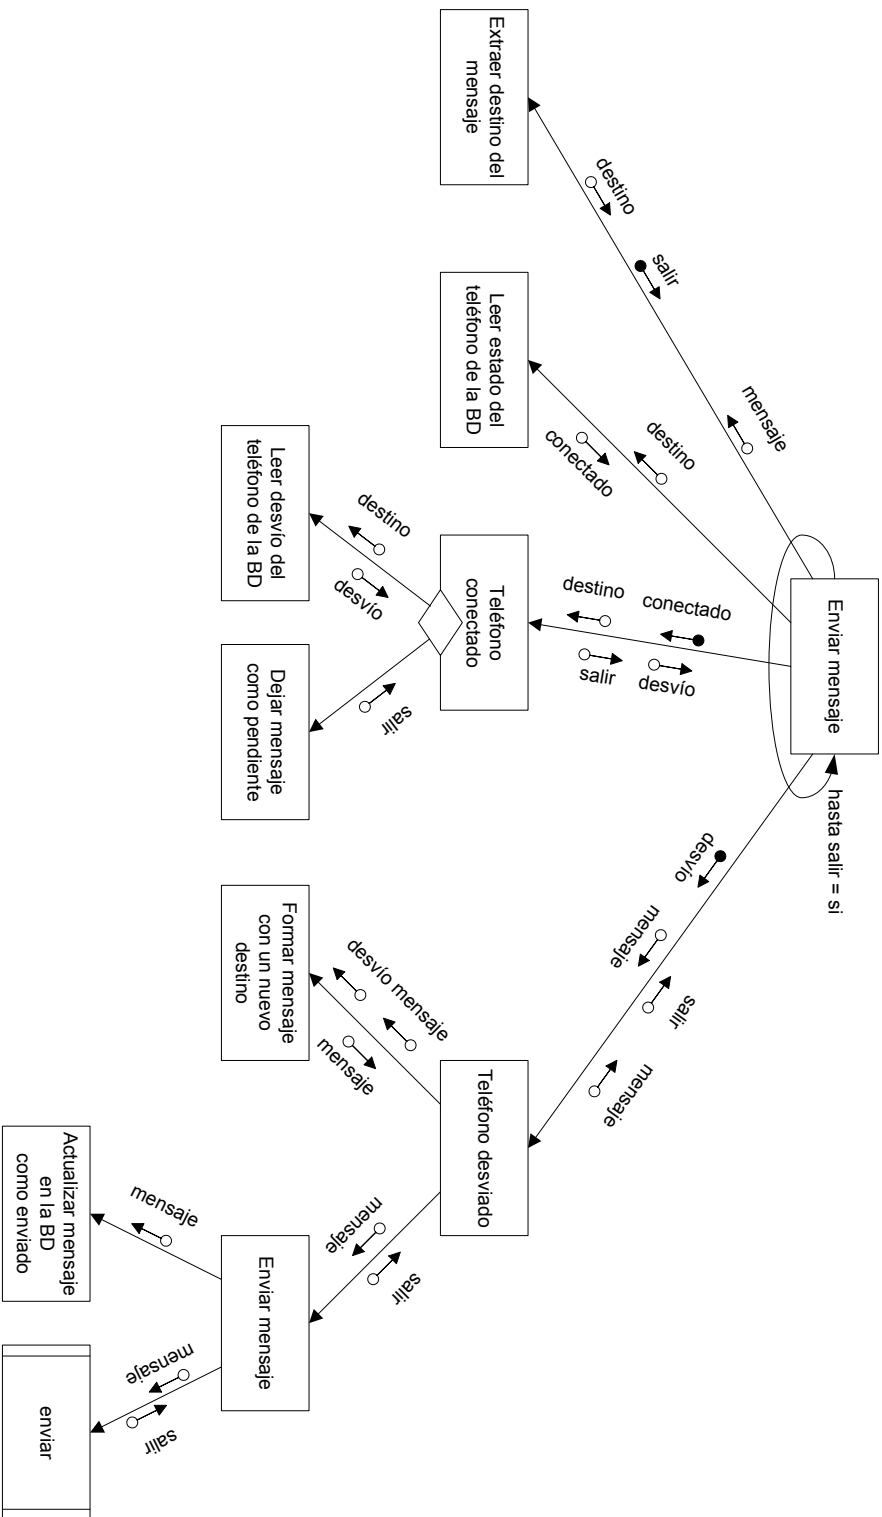 Enviar mensaje
hasta salir = si
mensaje
salir
destino
destino
conectado
conectado
destino
desvío
salir
desvío
mensaje
salir
mensaje
Extraer destino del
mensaje
Leer estado del
teléfono de la BD
Teléfono
conectado
Teléfono desviado
destino
desvío
salir
desvío mensaje
mensaje
mensaje
salir
Leer desvío del
teléfono de la BD
Dejar mensaje
como pendiente
Formar mensaje
con un nuevo
destino
Enviar mensaje
mensaje
mensaje
salir
Actualizar mensaje
en la BD
como enviado
enviar